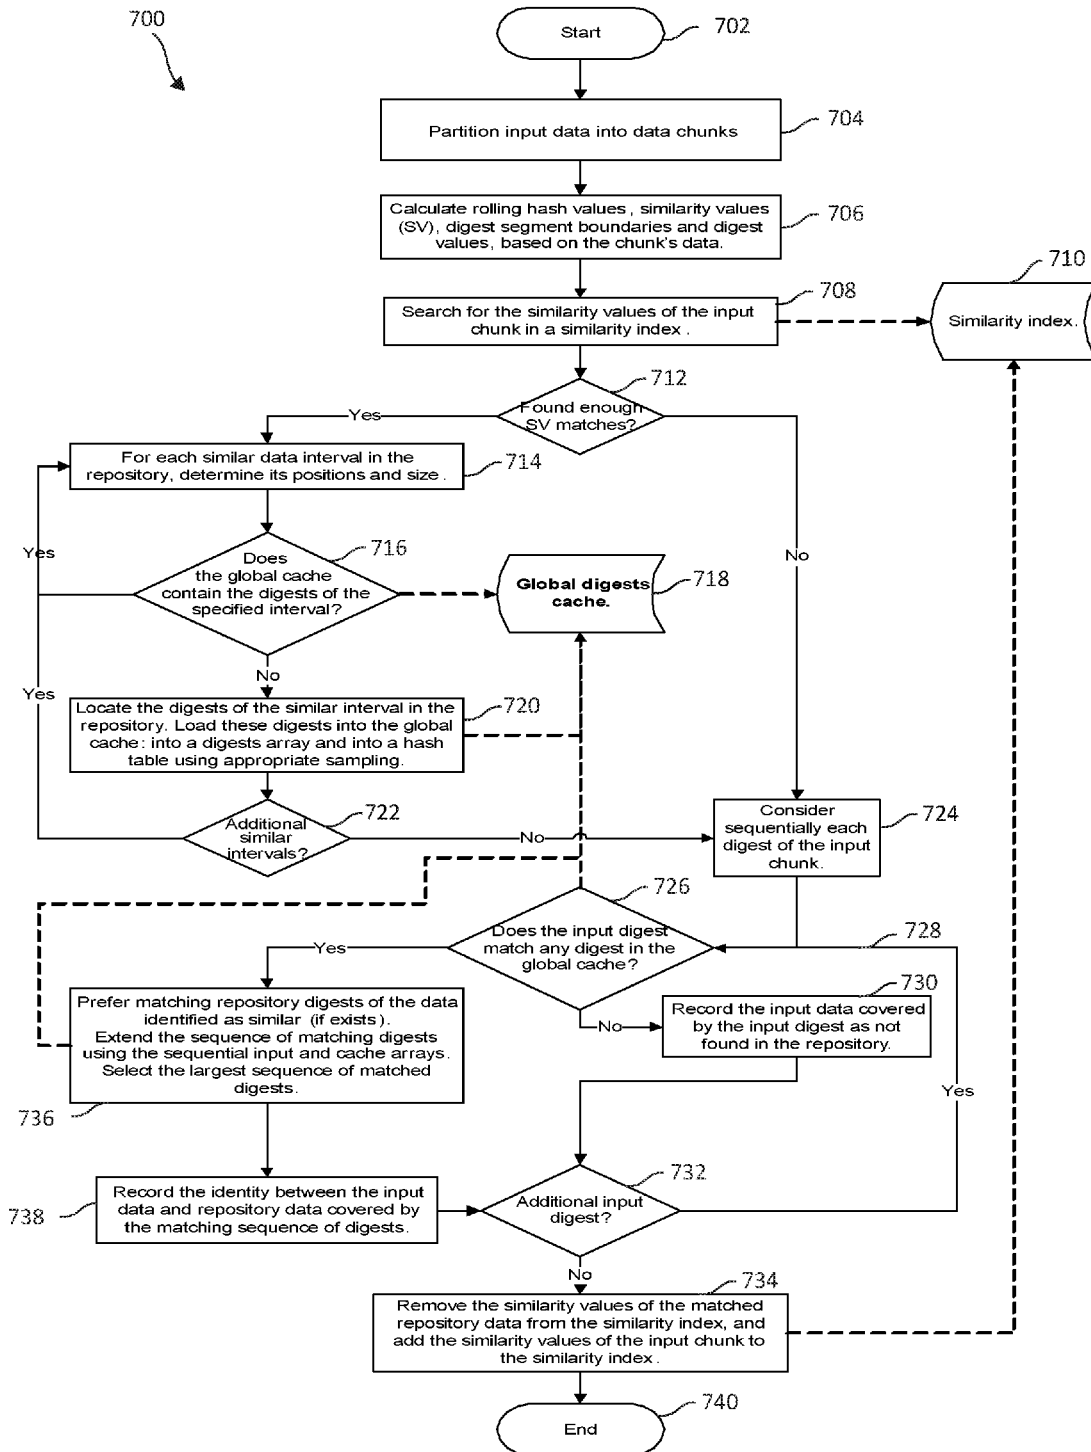 700
Start
702
Partition input data into data chunks
704
Calculate rolling hash values, similarity values
(SV), digest segment boundaries and digest
values, based on the chunk's data.
706
Search for the similarity values of the input
chunk in a similarity index.
708
710
Similarity index.
712
Found enough
SV matches?
Yes
No
For each similar data interval in the
repository, determine its positions and size.
714
Does
the global cache
contain the digests of the
specified interval?
716
Yes
No
Global digests
cache.
718
Locate the digests of the similar interval in the
repository. Load these digests into the global
cache: into a digests array and into a hash
table using appropriate sampling.
720
Yes
Additional
similar
intervals?
722
No
Consider
sequentially each
digest of the input
chunk.
724
726
Does the input digest
match any digest in the
global cache?
Yes
No
728
730
Record the input data covered
by the input digest as not
found in the repository.
Prefer matching repository digests of the data
identified as similar (if exists).
Extend the sequence of matching digests
using the sequential input and cache arrays.
Select the largest sequence of matched
digests.
736
Yes
732
Additional input
digest?
Record the identity between the input
data and repository data covered by
the matching sequence of digests.
738
No
734
Remove the similarity values of the matched
repository data from the similarity index, and
add the similarity values of the input chunk to
the similarity index.
End
740